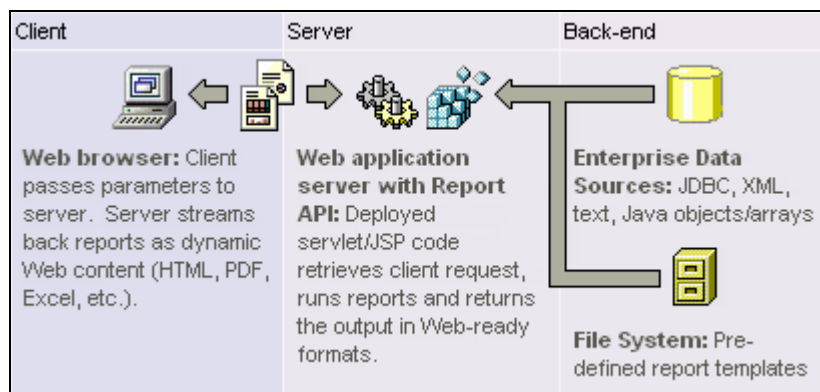 Client
Server
Back-end
Web browser: Client
passes parameters to
server. Server streams
back reports as dynamic
Web content (HTML, PDF,
Excel, etc.).
Web application
server with Report
API: Deployed
servlet/JSP code
retrieves client request,
runs reports and returns
the output in Web-ready
formats.
Enterprise Data
Sources: JDBC, XML,
text, Java objects/arrays
File System: Pre-
defined report templates